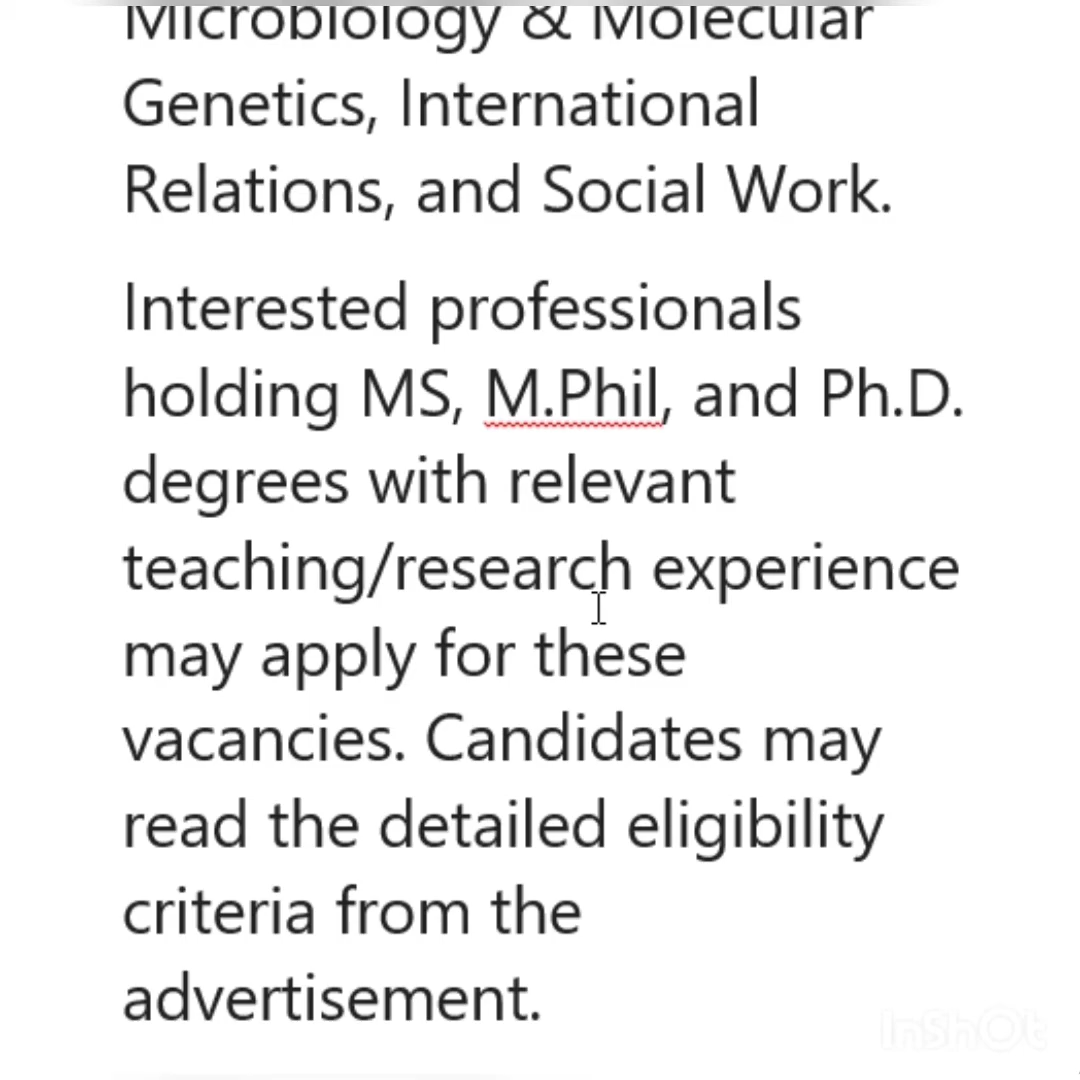 Microbiology & Molecular
Genetics, International
Relations, and Social Work.
Interested professionals
holding MS, M.Phil, and Ph.D.
degrees with relevant
teaching/research experience
may apply for these
vacancies. Candidates may
read the detailed eligibility
criteria from the
advertisement.
InShOt